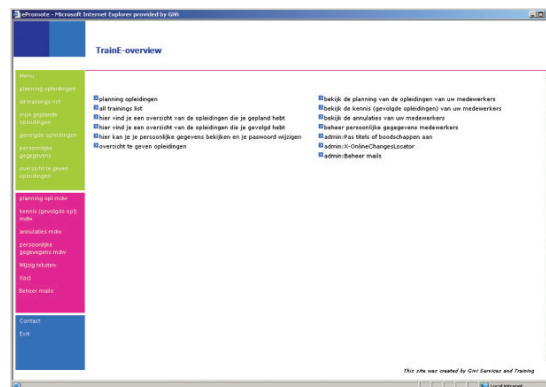 ePromote - Microsoft Internet Explorer provided by Givi
TrainE-overview
Menu
planning opleidingen
all trainings list
mijn geplande
opleidingen
gevolgde opleidingen
persoonlijke
gegegevens
overzicht te geven
opleidingen
planning opl mdw
kennis (gevolgde opl)
mdw
annulaties mdw
persoonlijke
gegevegens mdw
Wijzig teksten
Xocl
Beheer mails
Contact
Exit
planning opleidingen
all trainings list
hier vind je een overzicht van de opleidingen die je gepland hebt
hier vind je een overzicht van de opleidingen die je gevolgd hebt
hier kan je je persoonlijke gegevens bekijken en je paswoord wijzigen
overzicht te geven opleidingen
bekijk de planning van de opleidingen van uw medewerkers
bekijk de kennis (gevolgde opleidingen) van uw medewerkers
bekijk de annulaties van uw medewerkers
beheer persoonlijke gegegevens medewerkers
admin:Pas titels of boodschappen aan
admin:X-OnlineChangesLocator
admin:Beheer mails
This site was created by Givi Services and Training
Local intranet